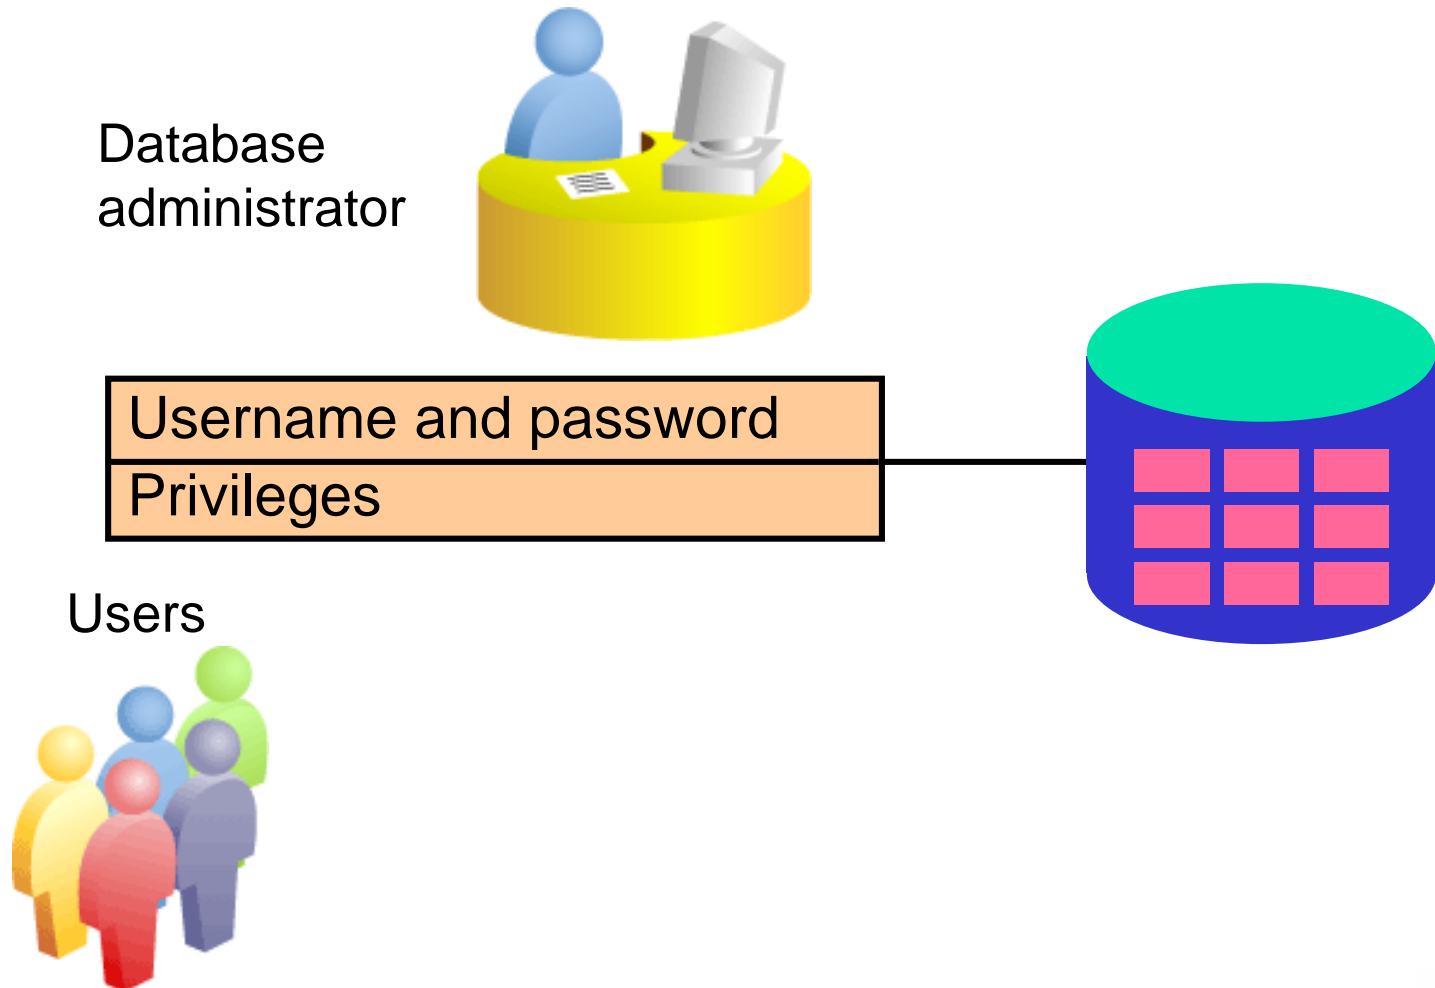 Database
administrator
Username and password
Privileges
Users